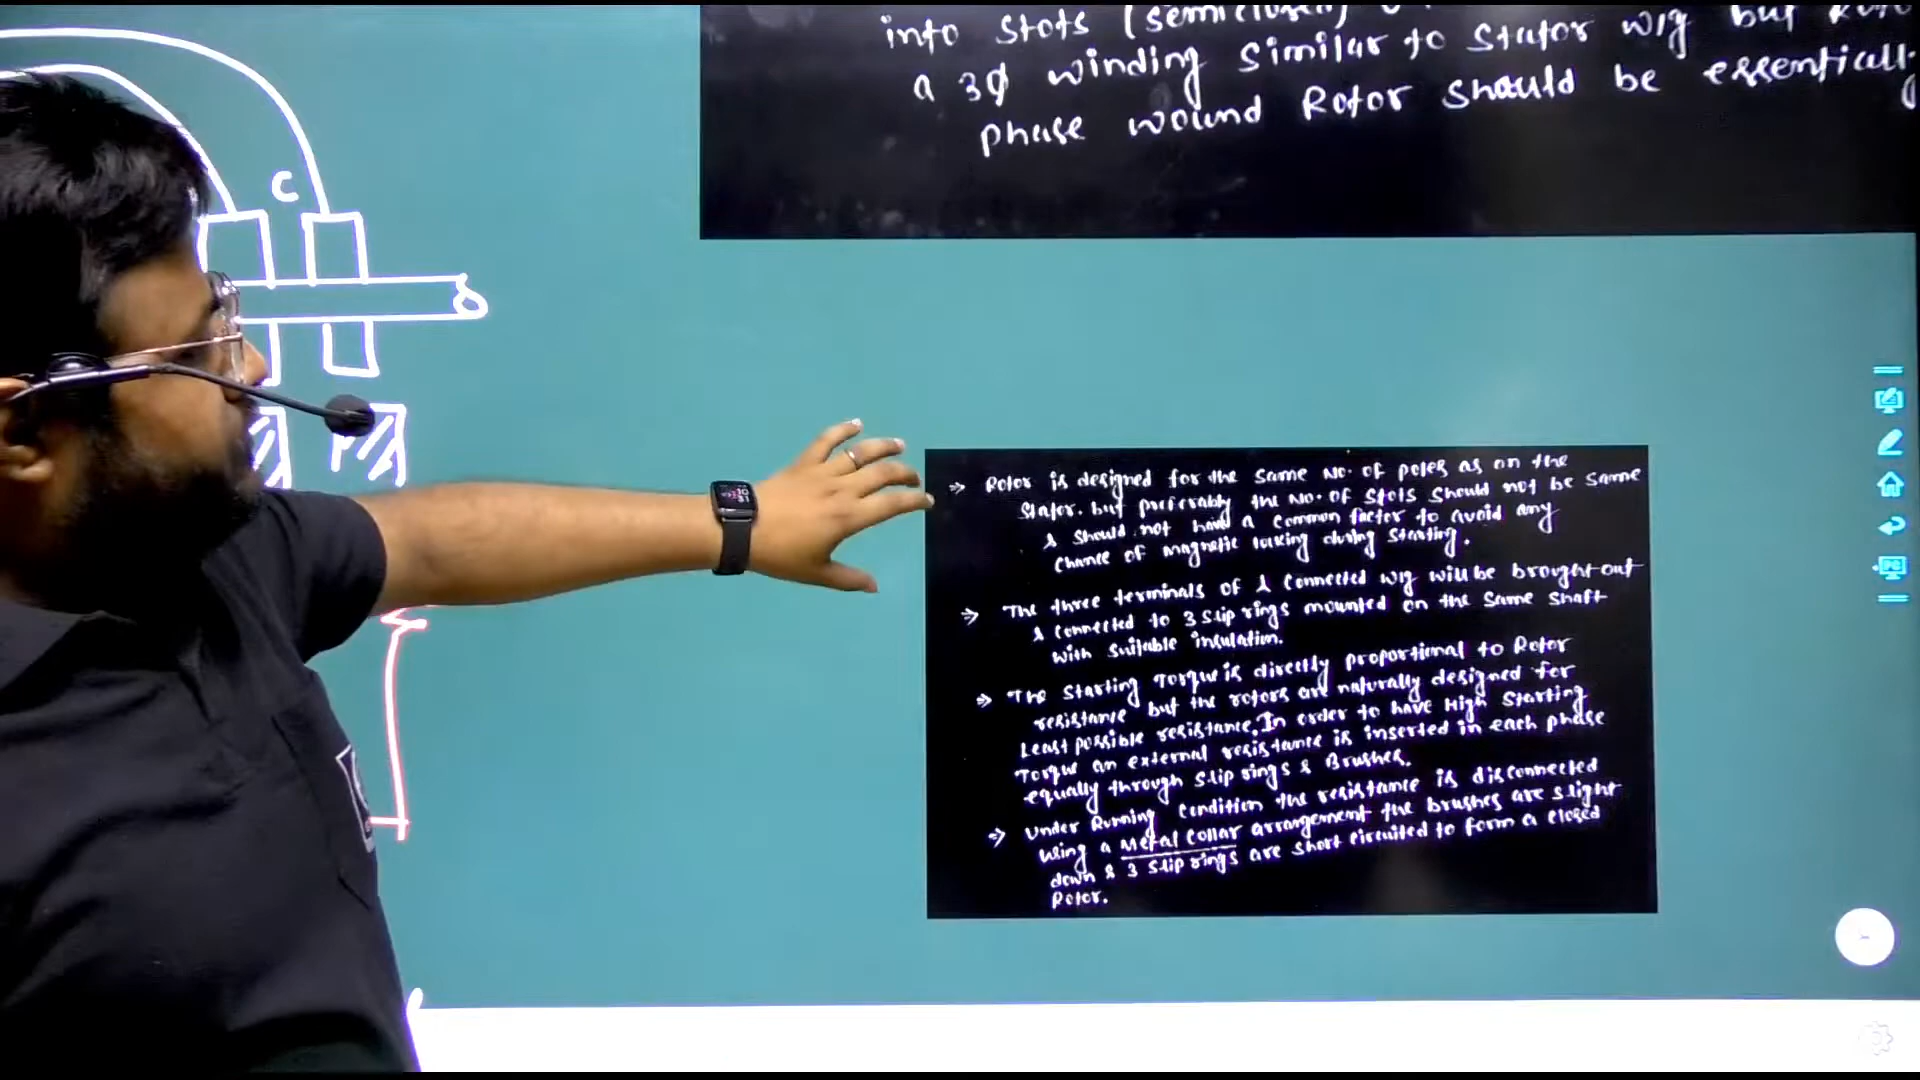 into slots (semiclosed)
a 3ϕ winding similar to stator wdg but
phase wound Rotor should be essentiall
C
→ Rotor is designed for the same No. of poles as on the
stator. but preferably the No. of slots should not be same
& should not have a common factor to avoid any
chance of magnetic locking during starting.
→ The three terminals of λ connected wdg will be brought out
& connected to 3 slip rings mounted on the same shaft
with suitable insulation.
→ The starting Torque is directly proportional to Rotor
resistance but the rotors are naturally designed for
Least possible resistance. In order to have High starting
Torque an external resistance is inserted in each phase
equally through slip rings & Brushes.
→ Under Running condition the resistance is disconnected
using a Metal collar arrangement the brushes are slight
down & 3 slip rings are short circuited to form a closed
Rotor.